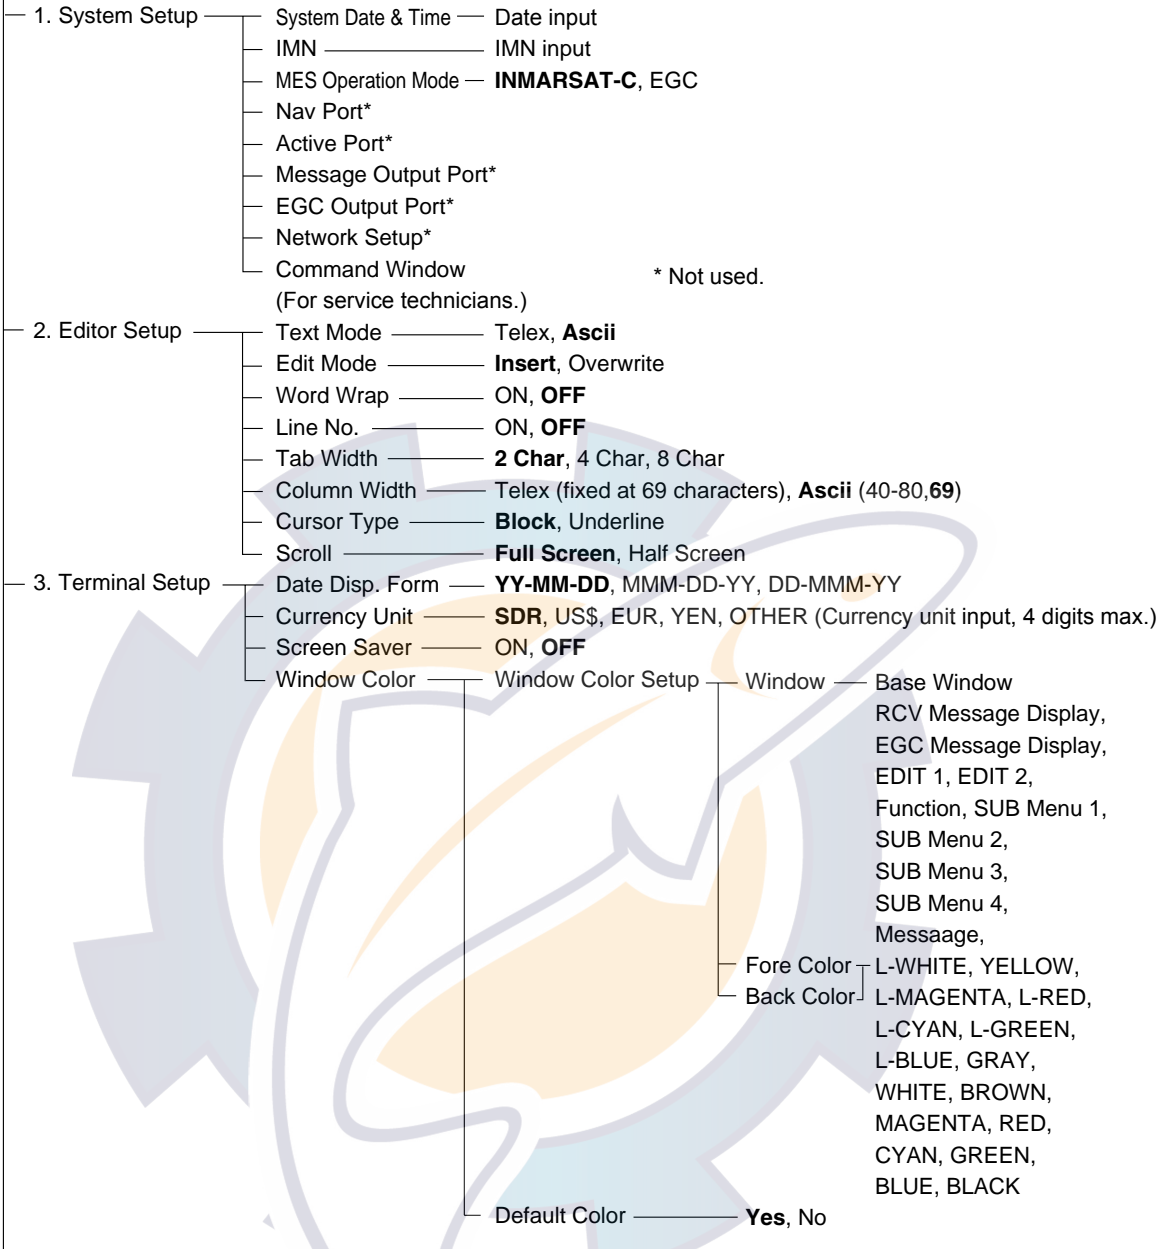 1. System Setup System Date & Time Date input
IMN IMN input
MES Operation Mode INMARSAT-C, EGC
Nav Port*
Active Port*
Message Output Port*
EGC Output Port*
Network Setup*
Command Window
* Not used.
(For service technicians.)
2. Editor Setup Text Mode Telex, Ascii
Edit Mode Insert, Overwrite
Word Wrap ON, OFF
Line No. ON, OFF
Tab Width 2 Char, 4 Char, 8 Char
Column Width Telex (fixed at 69 characters), Ascii (40-80,69)
Cursor Type Block, Underline
Scroll Full Screen, Half Screen
3. Terminal Setup Date Disp. Form YY-MM-DD, MMM-DD-YY, DD-MMM-YY
Currency Unit SDR, US$, EUR, YEN, OTHER (Currency unit input, 4 digits max.)
Screen Saver ON, OFF
Window Color Window Color Setup Window Base Window
RCV Message Display,
EGC Message Display,
EDIT 1, EDIT 2,
Function, SUB Menu 1,
SUB Menu 2,
SUB Menu 3,
SUB Menu 4,
Messaage,
Fore Color L-WHITE, YELLOW,
Back Color L-MAGENTA, L-RED,
L-CYAN, L-GREEN,
L-BLUE, GRAY,
WHITE, BROWN,
MAGENTA, RED,
CYAN, GREEN,
BLUE, BLACK
Default Color Yes, No